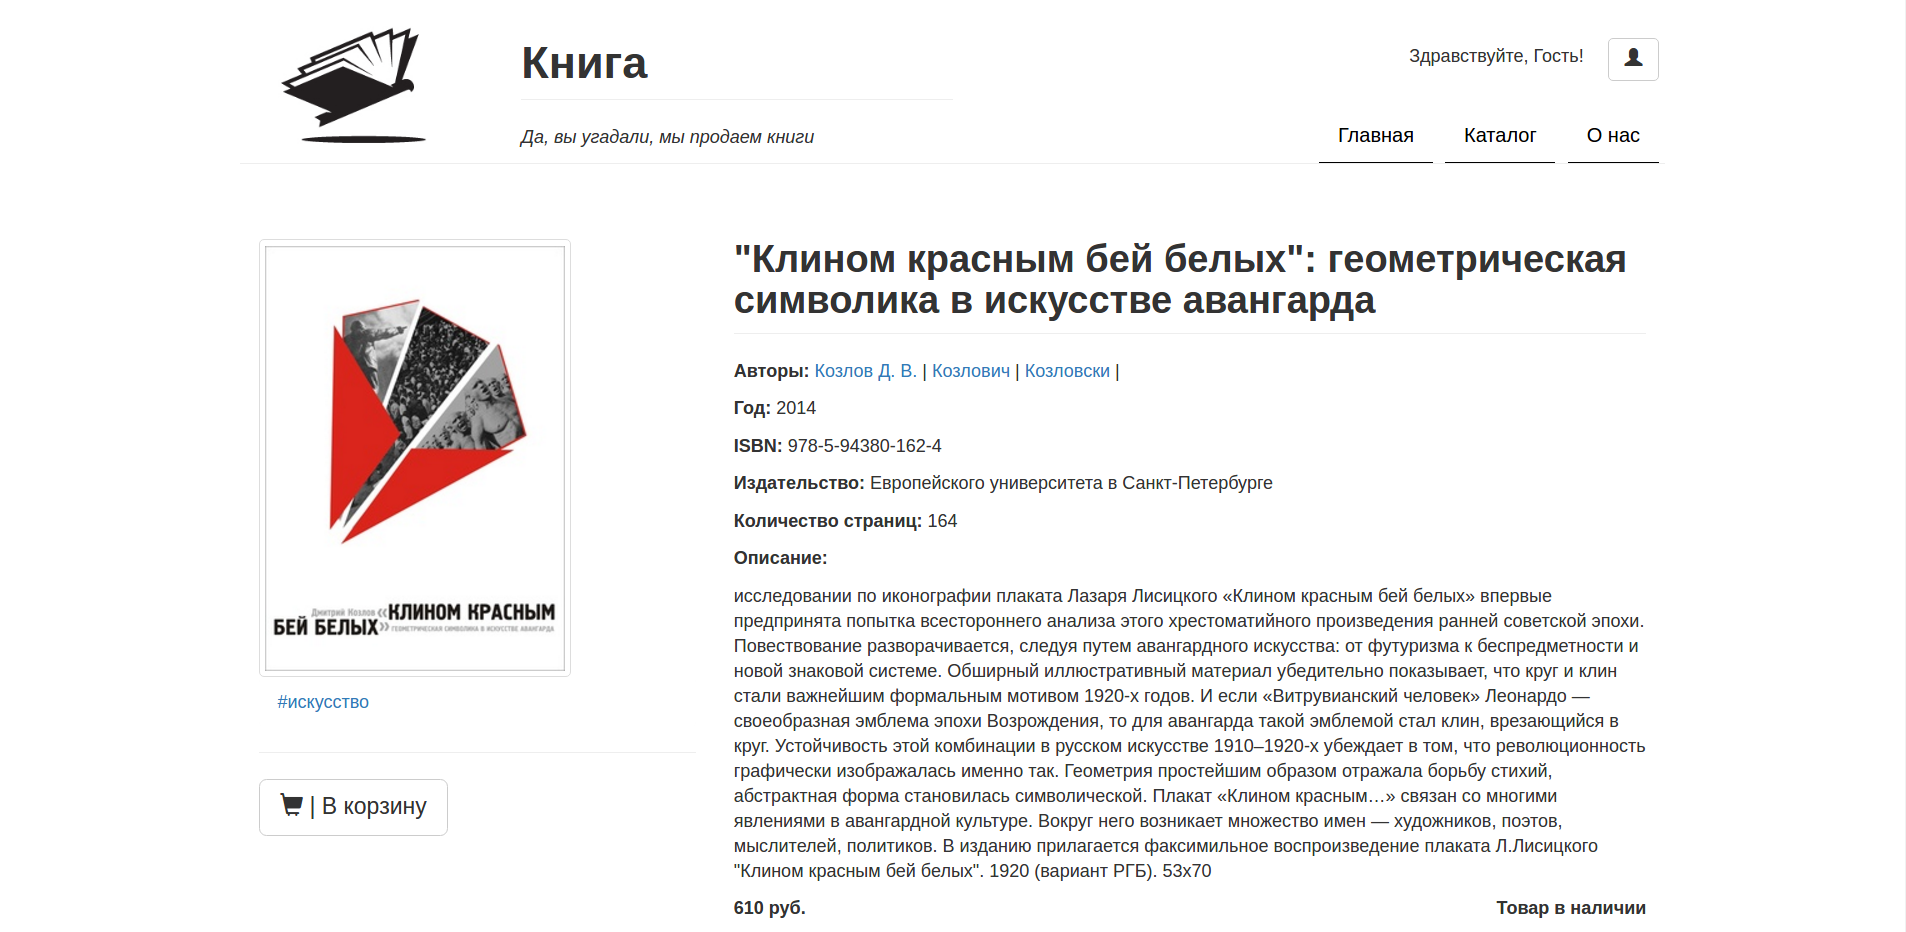 Книга
Здравствуйте, Гость!
Да, вы угадали, мы продаем книги
Главная
Каталог
О нас
Дмитрий Козлов «КЛИНОМ КРАСНЫМ
БЕЙ БЕЛЫХ» ГЕОМЕТРИЧЕСКАЯ СИМВОЛИКА В ИСКУССТВЕ АВАНГАРДА
#искусство
| В корзину
"Клином красным бей белых": геометрическая
символика в искусстве авангарда
Авторы: Козлов Д. В. | Козлович | Козловски |
Год: 2014
ISBN: 978-5-94380-162-4
Издательство: Европейского университета в Санкт-Петербурге
Количество страниц: 164
Описание:
исследовании по иконографии плаката Лазаря Лисицкого «Клином красным бей белых» впервые
предпринята попытка всестороннего анализа этого хрестоматийного произведения ранней советской эпохи.
Повествование разворачивается, следуя путем авангардного искусства: от футуризма к беспредметности и
новой знаковой системе. Обширный иллюстративный материал убедительно показывает, что круг и клин
стали важнейшим формальным мотивом 1920-х годов. И если «Витрувианский человек» Леонардо —
своеобразная эмблема эпохи Возрождения, то для авангарда такой эмблемой стал клин, врезающийся в
круг. Устойчивость этой комбинации в русском искусстве 1910–1920-х убеждает в том, что революционность
графически изображалась именно так. Геометрия простейшим образом отражала борьбу стихий,
абстрактная форма становилась символической. Плакат «Клином красным…» связан со многими
явлениями в авангардной культуре. Вокруг него возникает множество имен — художников, поэтов,
мыслителей, политиков. В изданию прилагается факсимильное воспроизведение плаката Л.Лисицкого
"Клином красным бей белых". 1920 (вариант РГБ). 53х70
610 руб.
Товар в наличии